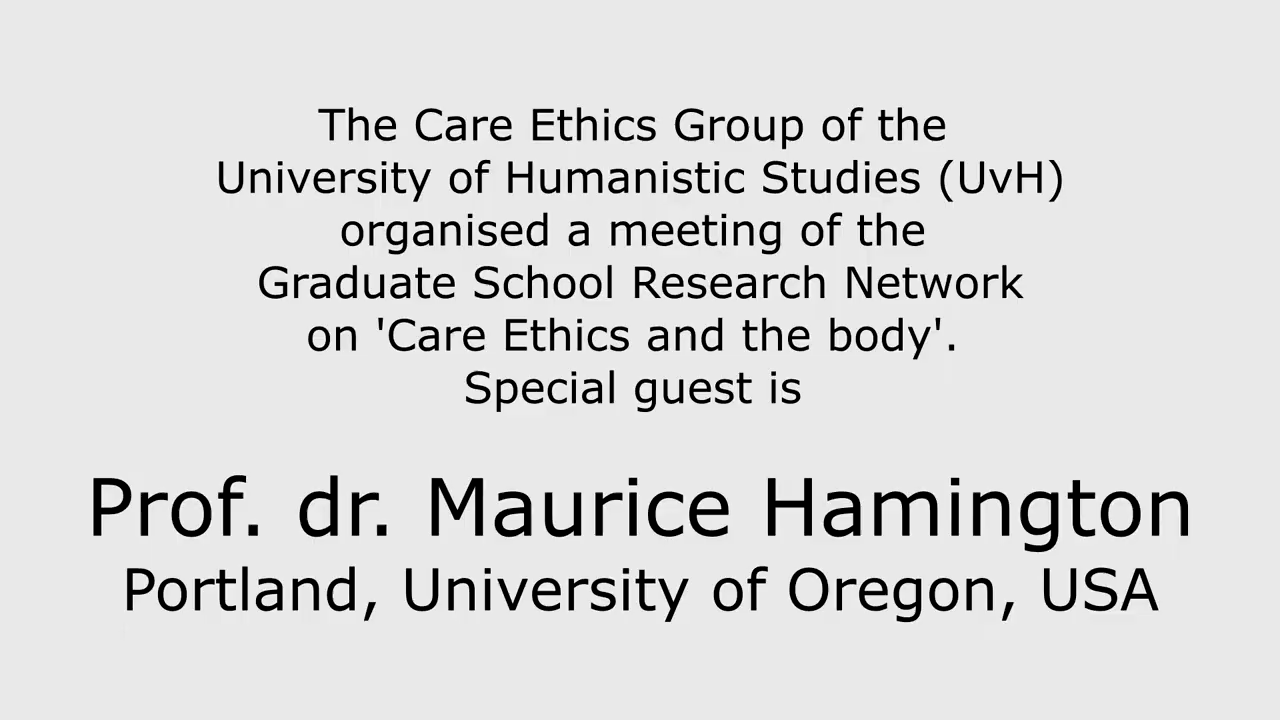 The Care Ethics Group of the
University of Humanistic Studies (UvH)
organised a meeting of the
Graduate School Research Network
on 'Care Ethics and the body'.
Special guest is
Prof. dr. Maurice Hamington
Portland, University of Oregon, USA